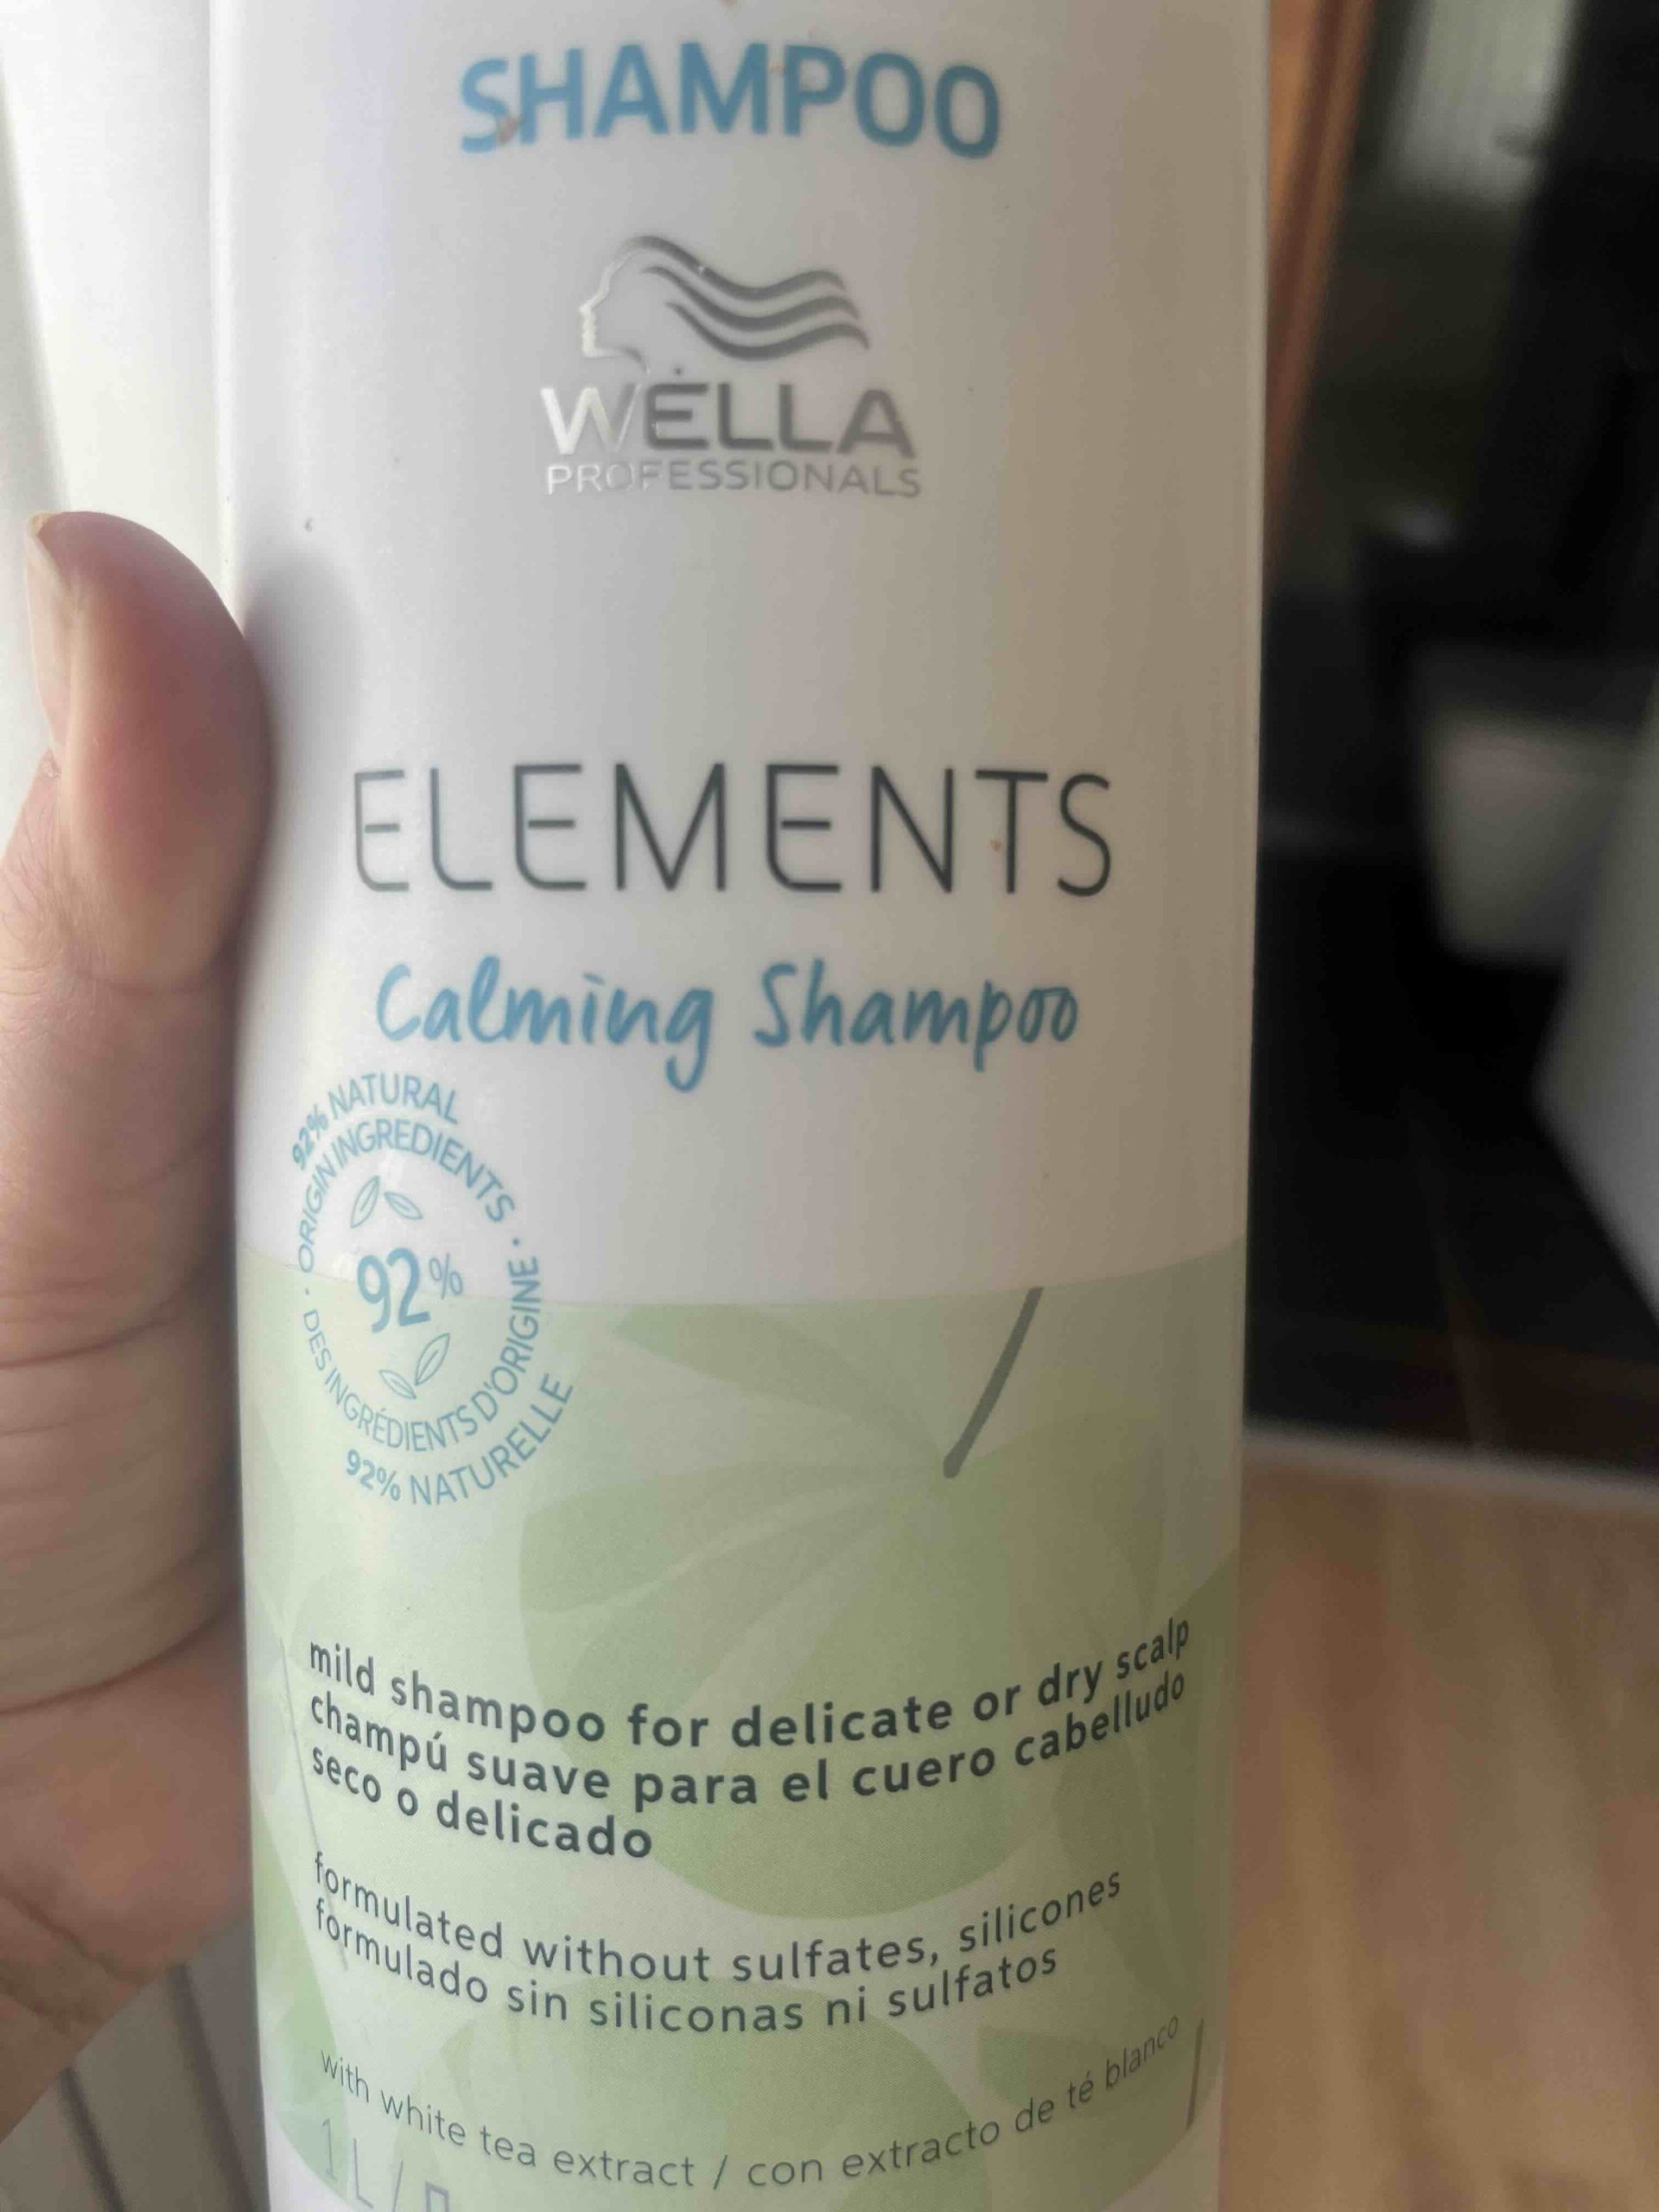 SHAMPOO
WELLA
PROFESSIONALS
ELEMENTS
Calming Shampoo
92% NATURAL
ORIGIN INGREDIENTS
92%
DES INGRÉDIENTS D'ORIGINE
92% NATURELLE
mild shampoo for delicate or dry scalp
champú suave para el cuero cabelludo
seco o delicado
formulated without sulfates, silicones
formulado sin siliconas ni sulfatos
with white tea extract / con extracto de té blanco
1L /